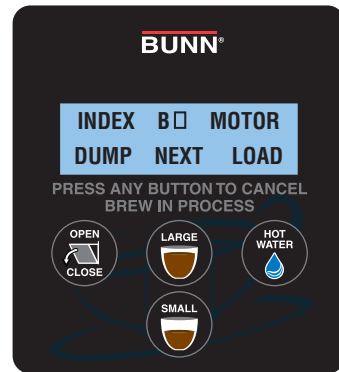 BUNN®
INDEX B□ MOTOR
DUMP NEXT LOAD
PRESS ANY BUTTON TO CANCEL
BREW IN PROCESS
OPEN
CLOSE
LARGE
HOT
WATER
SMALL